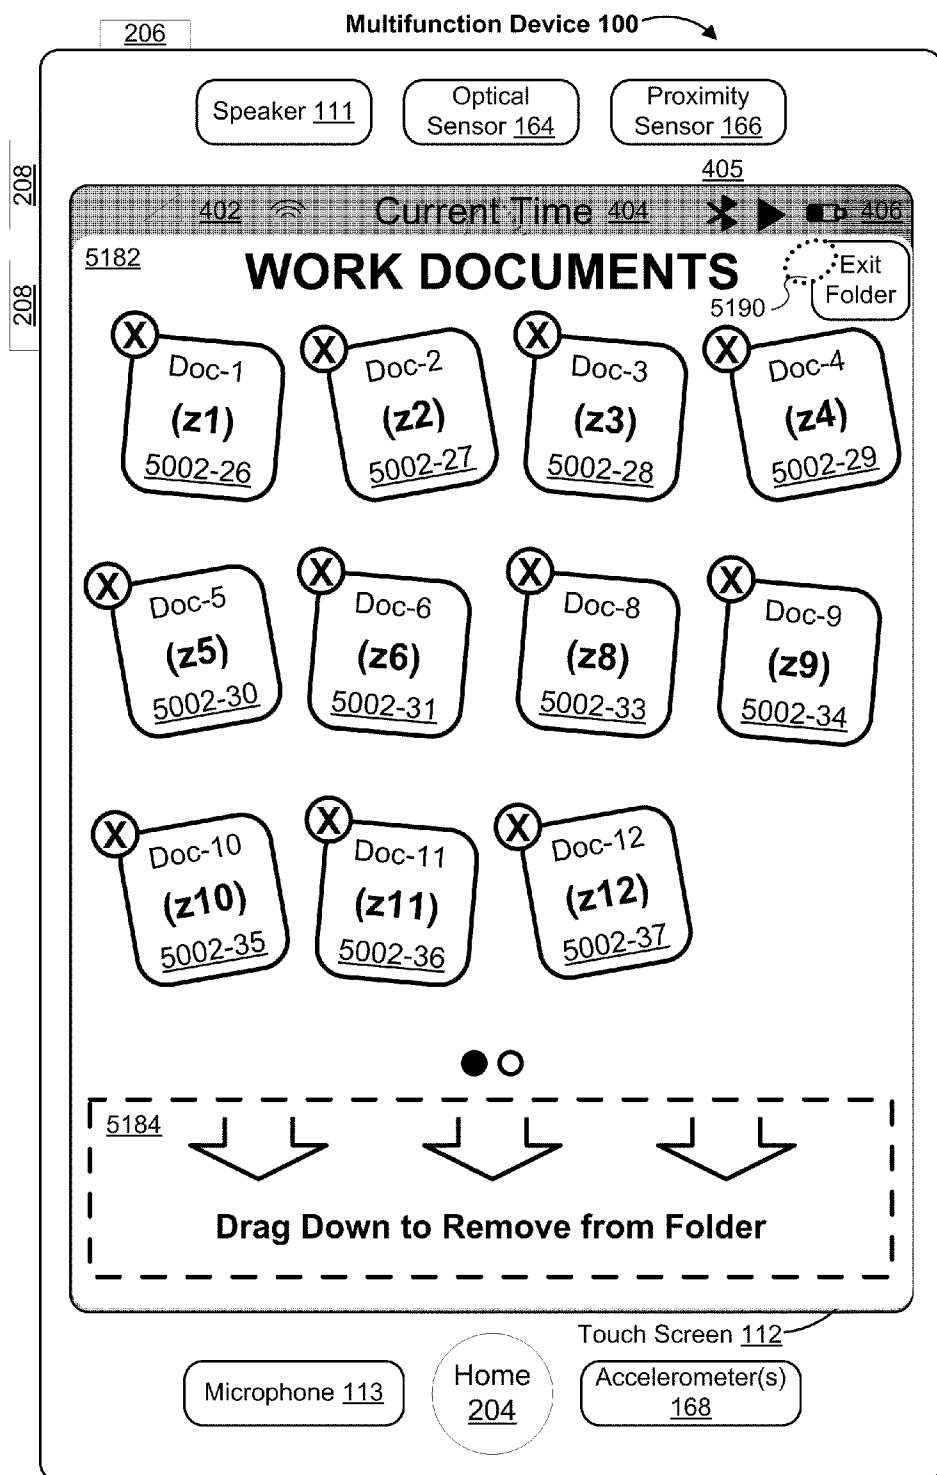 206
Multifunction Device 100
Speaker 111
Optical
Sensor 164
Proximity
Sensor 166
208
208
405
402
Current Time 404
406
5182
WORK DOCUMENTS
Exit
Folder
5190
X
Doc-1
(z1)
5002-26
X
Doc-2
(z2)
5002-27
X
Doc-3
(z3)
5002-28
X
Doc-4
(z4)
5002-29
X
Doc-5
(z5)
5002-30
X
Doc-6
(z6)
5002-31
X
Doc-8
(z8)
5002-33
X
Doc-9
(z9)
5002-34
X
Doc-10
(z10)
5002-35
X
Doc-11
(z11)
5002-36
X
Doc-12
(z12)
5002-37
5184
Drag Down to Remove from Folder
Touch Screen 112
Microphone 113
Home
204
Accelerometer(s)
168